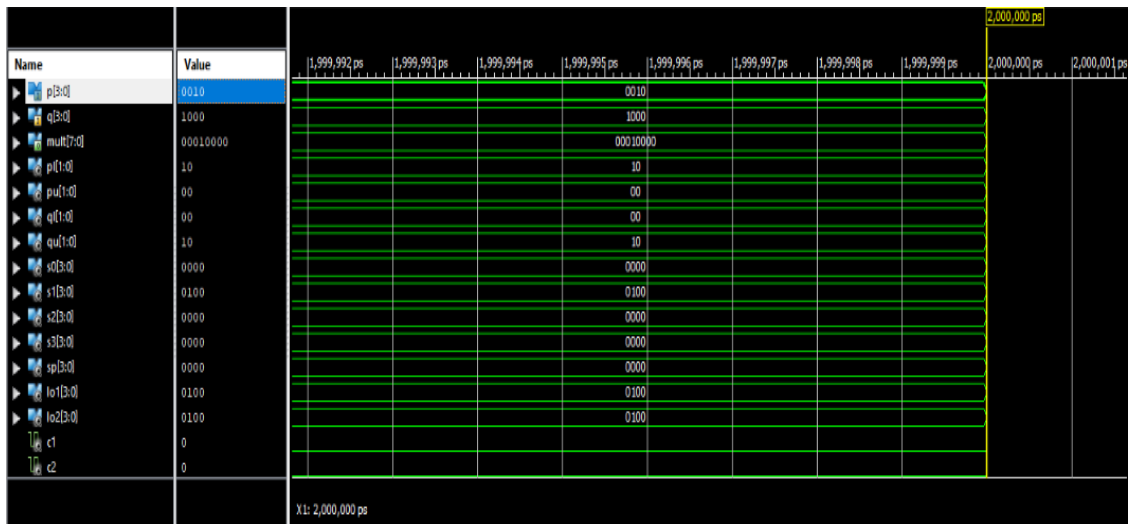 2,000,000 ps
Name Value 1,999,992 ps 1,999,993 ps 1,999,994 ps 1,999,995 ps 1,999,996 ps 1,999,997 ps 1,999,998 ps 1,999,999 ps 2,000,000 ps 2,000,001 ps
p[3:0] 0010 0010
q[3:0] 1000 1000
mult[7:0] 00010000 00010000
pl[1:0] 10 10
pu[1:0] 00 00
ql[1:0] 00 00
qu[1:0] 10 10
s0[3:0] 0000 0000
s1[3:0] 0100 0100
s2[3:0] 0000 0000
s3[3:0] 0000 0000
sp[3:0] 0000 0000
lo1[3:0] 0100 0100
lo2[3:0] 0100 0100
c1 0
c2 0
X1: 2,000,000 ps